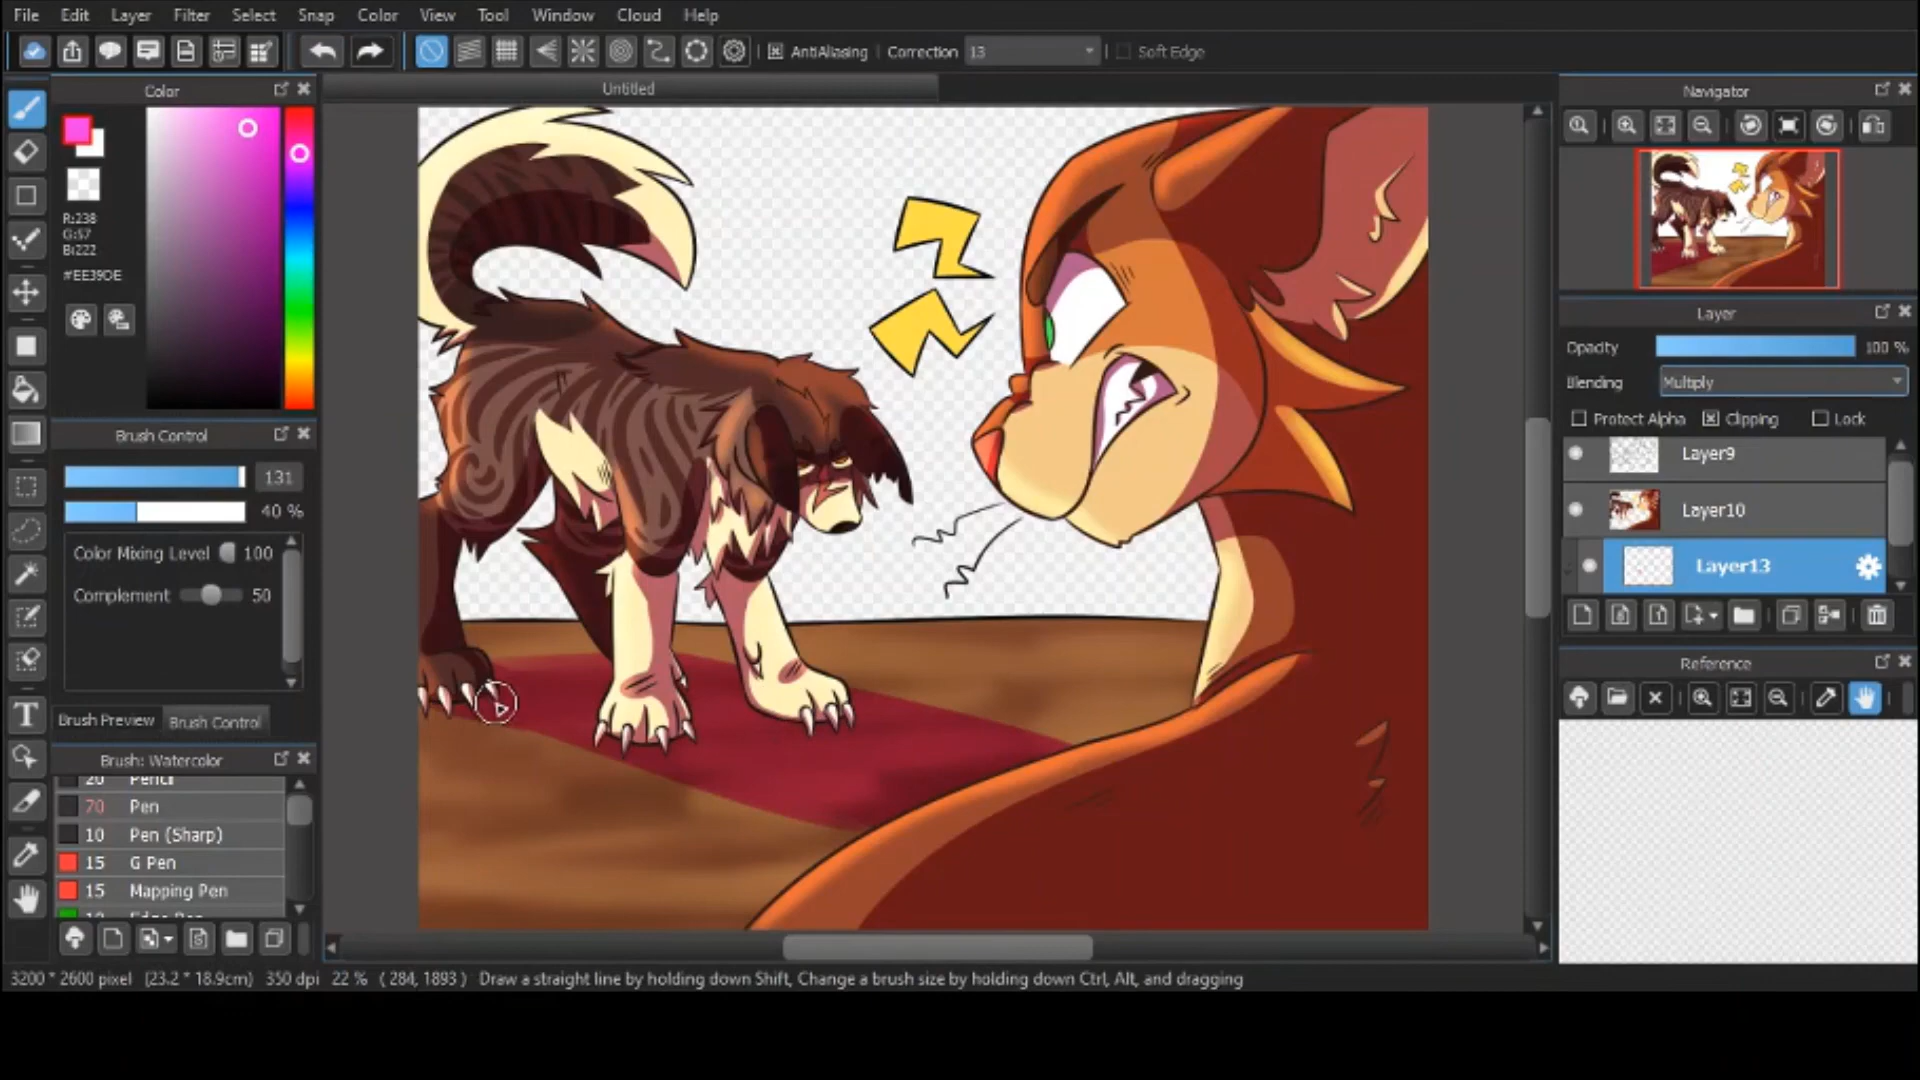 File Edit Layer Filter Select Snap Color View Tool Window Cloud Help
AntiAliasing Correction 13 Soft Edge
Color
Untitled
Navigator
R:238
G:57
B:222
#EE39DE
Layer
Opacity 100 %
Blending Multiply
Protect Alpha Clipping Lock
Layer9
Layer10
Layer13
Brush Control
131
40 %
Color Mixing Level 100
Complement 50
Brush Preview Brush Control
Reference
Brush: Watercolor
20 Pencil
70 Pen
10 Pen (Sharp)
15 G Pen
15 Mapping Pen
3200 * 2600 pixel (23.2 * 18.9cm) 350 dpi 22 % ( 284, 1893 ) Draw a straight line by holding down Shift, Change a brush size by holding down Ctrl, Alt, and dragging